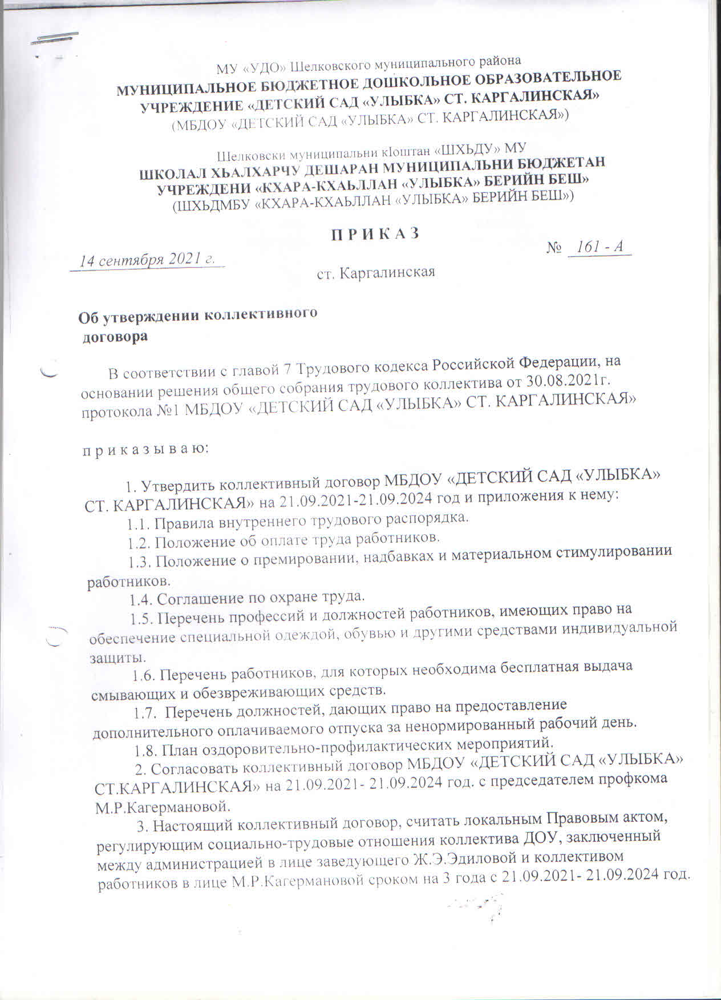 МУ «УДО» Шелковского муниципального района
МУНИЦИПАЛЬНОЕ БЮДЖЕТНОЕ ДОШКОЛЬНОЕ ОБРАЗОВАТЕЛЬНОЕ
УЧРЕЖДЕНИЕ «ДЕТСКИЙ САД «УЛЫБКА» СТ. КАРГАЛИНСКАЯ»
(МБДОУ «ДЕТСКИЙ САД «УЛЫБКА» СТ. КАРГАЛИНСКАЯ»)
Шелковски муниципальни кIоштан «ШХЬДУ» МУ
ШКОЛАЛ ХЬАЛХАРЧУ ДЕШАРАН МУНИЦИПАЛЬНИ БЮДЖЕТАН
УЧРЕЖДЕНИ «КХАРА-КХАЬЛЛАН «УЛЫБКА» БЕРИЙН БЕШ»
(ШХЬДМБУ «КХАРА-КХАЬЛЛАН «УЛЫБКА» БЕРИЙН БЕШ»)
П Р И К А З
14 сентября 2021 г. № 161 - А
ст. Каргалинская
Об утверждении коллективного
договора
В соответствии с главой 7 Трудового кодекса Российской Федерации, на
основании решения общего собрания трудового коллектива от 30.08.2021г.
протокола №1 МБДОУ «ДЕТСКИЙ САД «УЛЫБКА» СТ. КАРГАЛИНСКАЯ»
п р и к а з ы в а ю:
1. Утвердить коллективный договор МБДОУ «ДЕТСКИЙ САД «УЛЫБКА»
СТ. КАРГАЛИНСКАЯ» на 21.09.2021-21.09.2024 год и приложения к нему:
1.1. Правила внутреннего трудового распорядка.
1.2. Положение об оплате труда работников.
1.3. Положение о премировании, надбавках и материальном стимулировании
работников.
1.4. Соглашение по охране труда.
1.5. Перечень профессий и должностей работников, имеющих право на
обеспечение специальной одеждой, обувью и другими средствами индивидуальной
защиты.
1.6. Перечень работников, для которых необходима бесплатная выдача
смывающих и обезвреживающих средств.
1.7. Перечень должностей, дающих право на предоставление
дополнительного оплачиваемого отпуска за ненормированный рабочий день.
1.8. План оздоровительно-профилактических мероприятий.
2. Согласовать коллективный договор МБДОУ «ДЕТСКИЙ САД «УЛЫБКА»
СТ.КАРГАЛИНСКАЯ» на 21.09.2021- 21.09.2024 год. с председателем профкома
М.Р.Кагермановой.
3. Настоящий коллективный договор, считать локальным Правовым актом,
регулирующим социально-трудовые отношения коллектива ДОУ, заключенный
между администрацией в лице заведующего Ж.Э.Эдиловой и коллективом
работников в лице М.Р.Кагермановой сроком на 3 года с 21.09.2021- 21.09.2024 год.